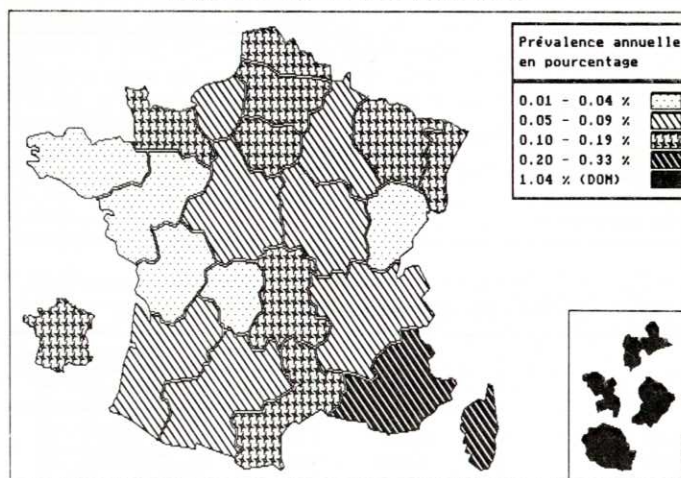 Prévalence annuelle
en pourcentage
0.01 - 0.04 %
0.05 - 0.09 %
0.10 - 0.19 %
0.20 - 0.33 %
1.04 % (DOM)